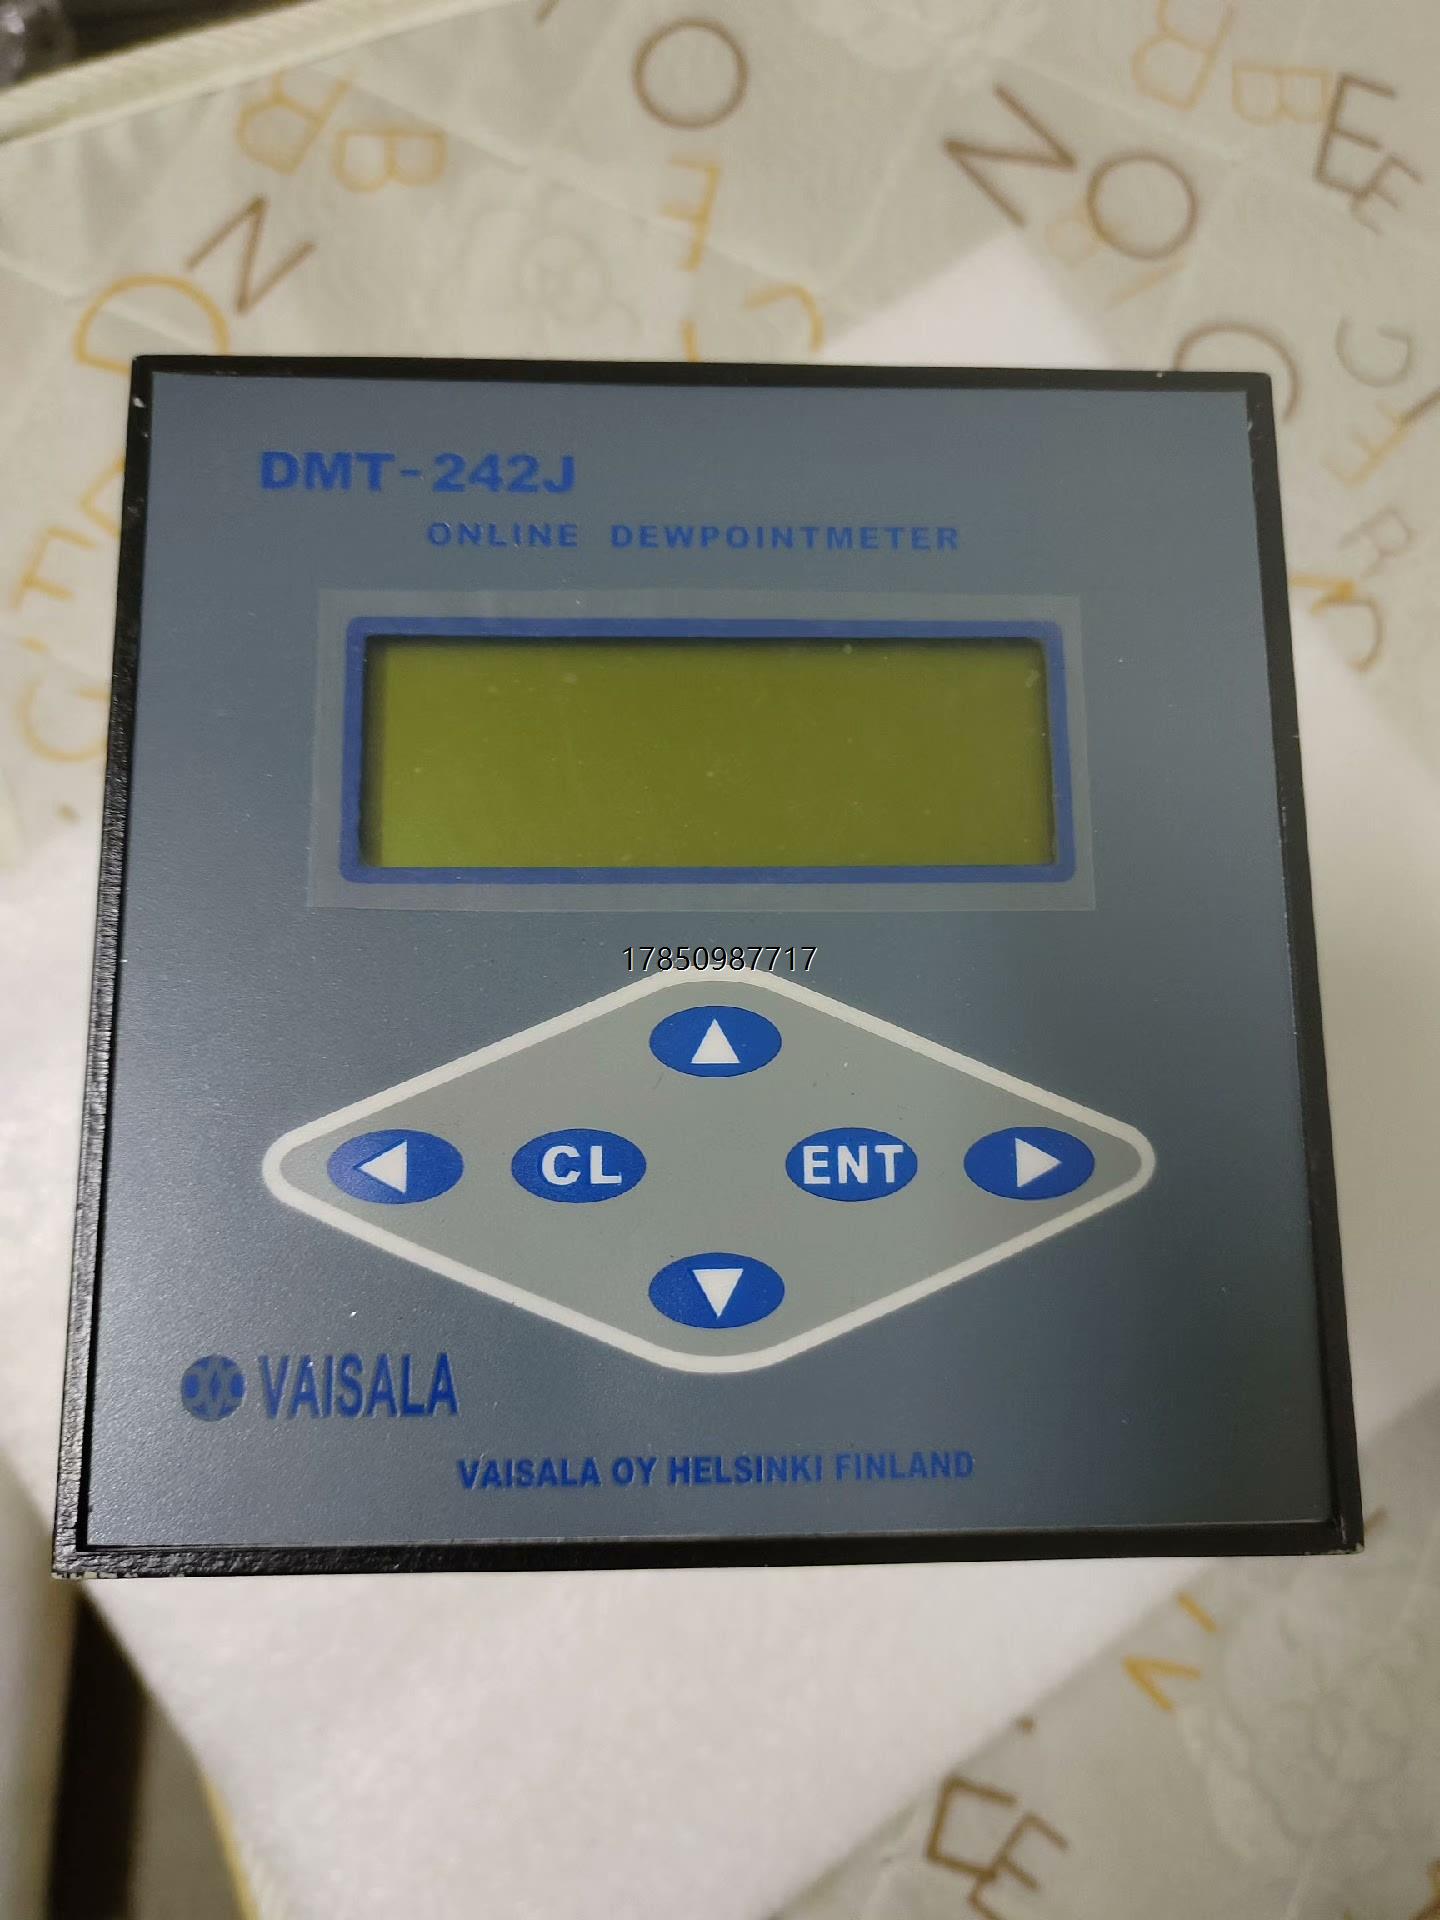 DMT-242J
ONLINE DEWPOINTMETER
17850987717
CL ENT
VAISALA
VAISALA OY HELSINKI FINLAND